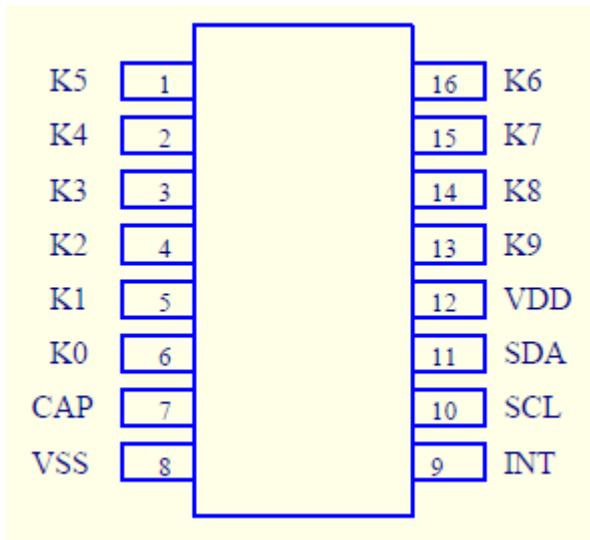 K5 1 16 K6
K4 2 15 K7
K3 3 14 K8
K2 4 13 K9
K1 5 12 VDD
K0 6 11 SDA
CAP 7 10 SCL
VSS 8 9 INT